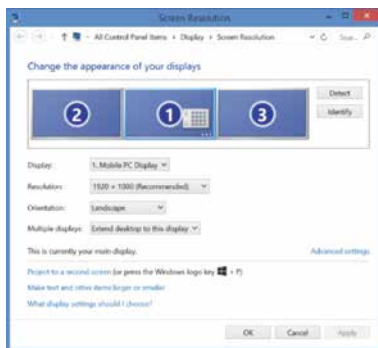 Screen Resolution
All Control Panel Items Display Screen Resolution
Change the appearance of your displays
2 1 3
Detect
Identify
Display: 1. Mobile PC Display
Resolution: 1920 × 1080 (Recommended)
Orientation: Landscape
Multiple displays: Extend desktop to this display
This is currently your main display. Advanced settings
Project to a second screen (or press the Windows logo key + P)
Make text and other items larger or smaller
What display settings should I choose?
OK Cancel Apply